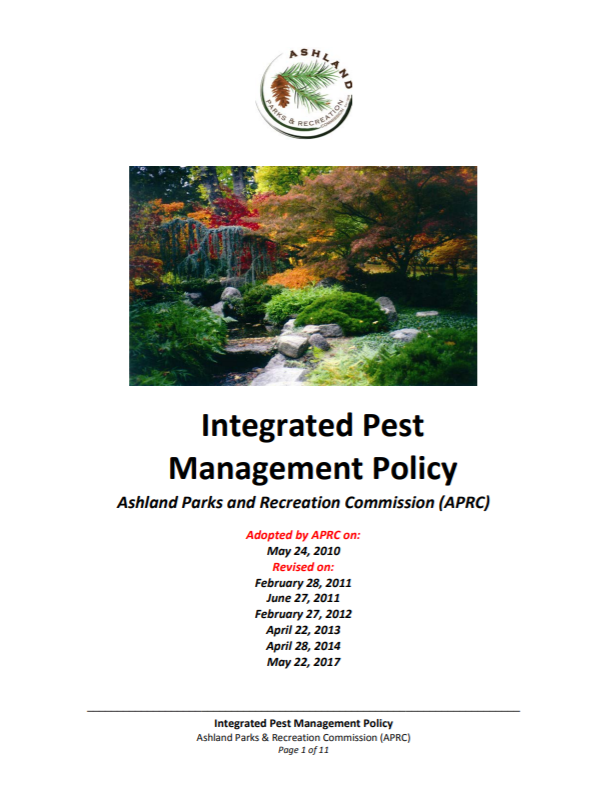 ASHLAND
PARKS & RECREATION
COMMISSION
Integrated Pest
Management Policy
Ashland Parks and Recreation Commission (APRC)
Adopted by APRC on:
May 24, 2010
Revised on:
February 28, 2011
June 27, 2011
February 27, 2012
April 22, 2013
April 28, 2014
May 22, 2017
Integrated Pest Management Policy
Ashland Parks & Recreation Commission (APRC)
Page 1 of 11